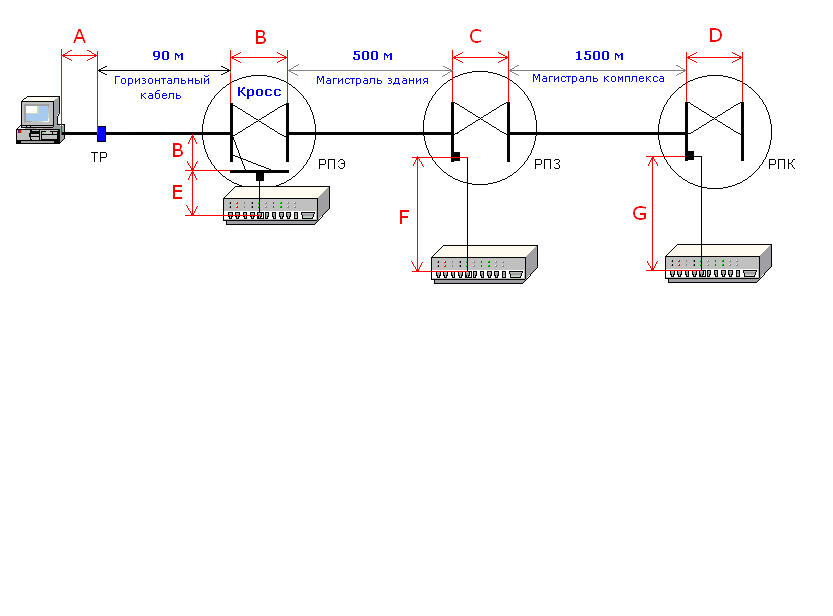 A
90 м
B
500 м
C
1500 м
D
Горизонтальный
кабель
Кросс
Магистраль здания
Магистраль комплекса
ТР
B
РПЭ
РПЗ
РПК
E
F
G